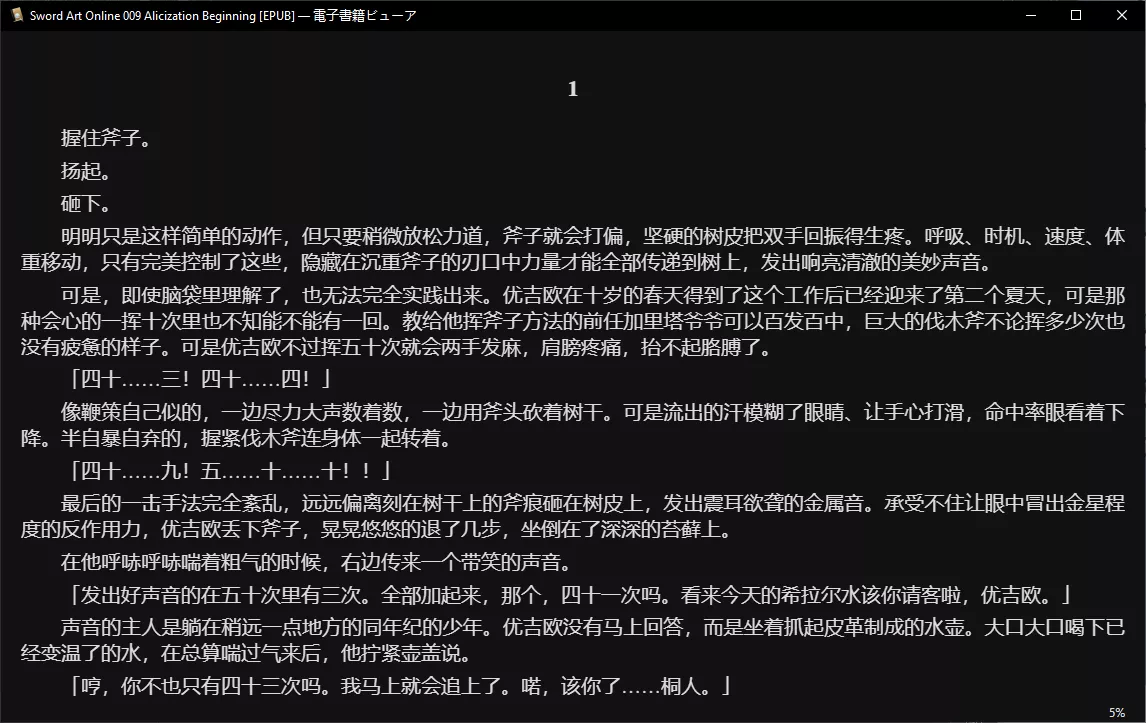 Sword Art Online 009 Alicization Beginning [EPUB] — 電子書籍ビューア
1
握住斧子。
扬起。
砸下。
明明只是这样简单的动作，但只要稍微放松力道，斧子就会打偏，坚硬的树皮把双手回振得生疼。呼吸、时机、速度、体
重移动，只有完美控制了这些，隐藏在沉重斧子的刃口中力量才能全部传递到树上，发出响亮清澈的美妙声音。
可是，即使脑袋里理解了，也无法完全实践出来。优吉欧在十岁的春天得到了这个工作后已经迎来了第二个夏天，可是那
种会心的一挥十次里也不知能不能有一回。教给他挥斧子方法的前任加里塔爷爷可以百发百中，巨大的伐木斧不论挥多少次也
没有疲惫的样子。可是优吉欧不过挥五十次就会两手发麻，肩膀疼痛，抬不起胳膊了。
「四十……三！四十……四！」
像鞭策自己似的，一边尽力大声数着数，一边用斧头砍着树干。可是流出的汗模糊了眼睛、让手心打滑，命中率眼看着下
降。半自暴自弃的，握紧伐木斧连身体一起转着。
「四十……九！五……十……十！！」
最后的一击手法完全紊乱，远远偏离刻在树干上的斧痕砸在树皮上，发出震耳欲聋的金属音。承受不住让眼中冒出金星程
度的反作用力，优吉欧丢下斧子，晃晃悠悠的退了几步，坐倒在了深深的苔藓上。
在他呼哧呼哧喘着粗气的时候，右边传来一个带笑的声音。
「发出好声音的在五十次里有三次。全部加起来，那个，四十一次吗。看来今天的希拉尔水该你请客啦，优吉欧。」
声音的主人是躺在稍远一点地方的同年纪的少年。优吉欧没有马上回答，而是坐着抓起皮革制成的水壶。大口大口喝下已
经变温了的水，在总算喘过气来后，他拧紧壶盖说。
「哼，你不也只有四十三次吗。我马上就会追上了。喏，该你了……桐人。」
5%